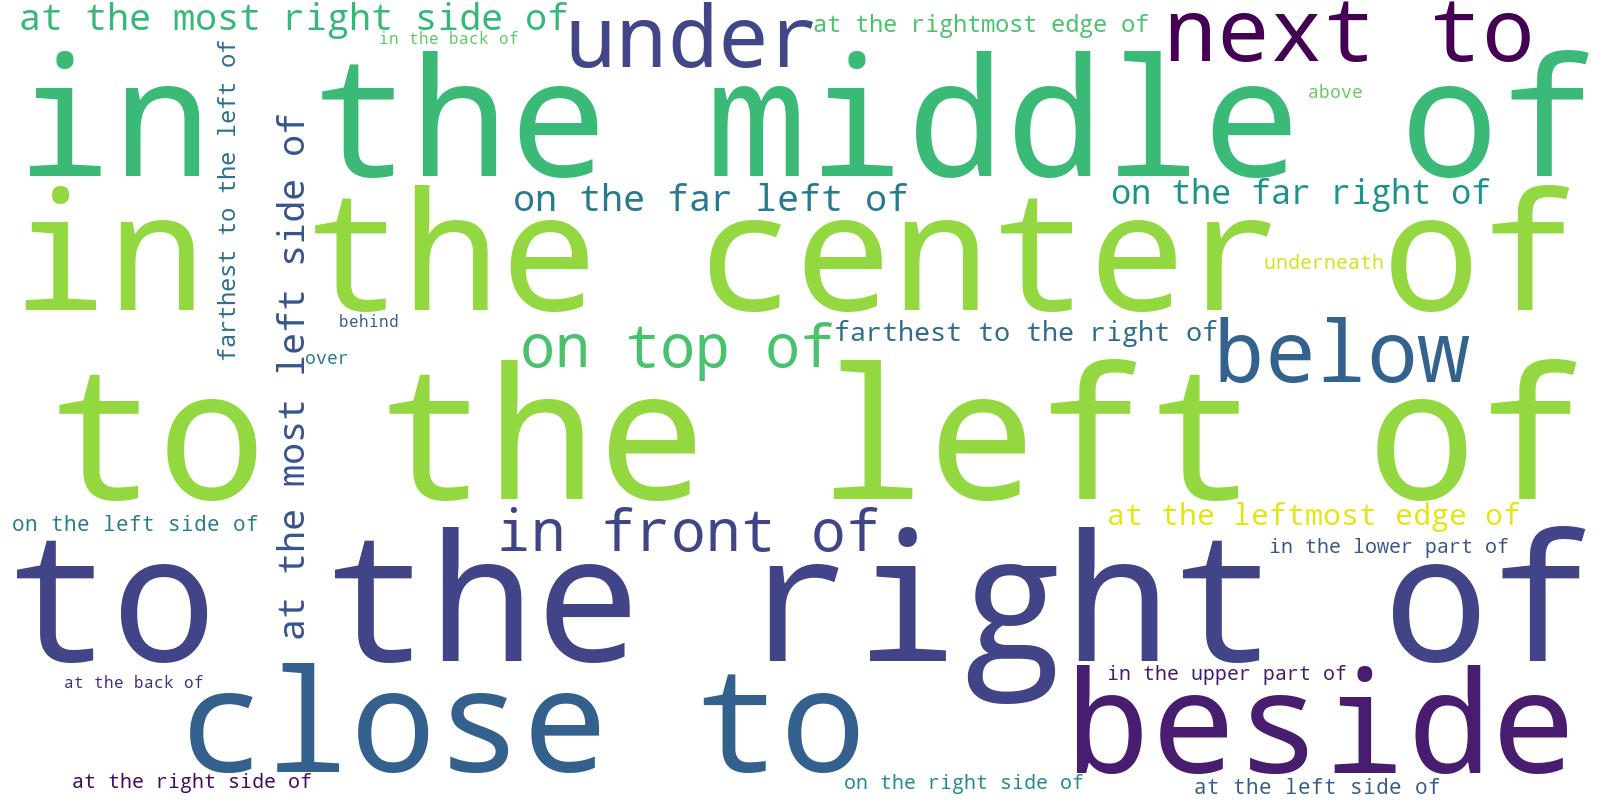 at the most right side of
in the back of
under
at the rightmost edge of
next to
in the middle of
above
farthest to the left of
at the most left side of
on the far left of
on the far right of
in the center of
underneath
behind
over
on top of
farthest to the right of
below
to the left of
on the left side of
in front of
at the leftmost edge of
in the lower part of
to the right of
at the back of
close to
in the upper part of
beside
at the right side of
on the right side of
at the left side of